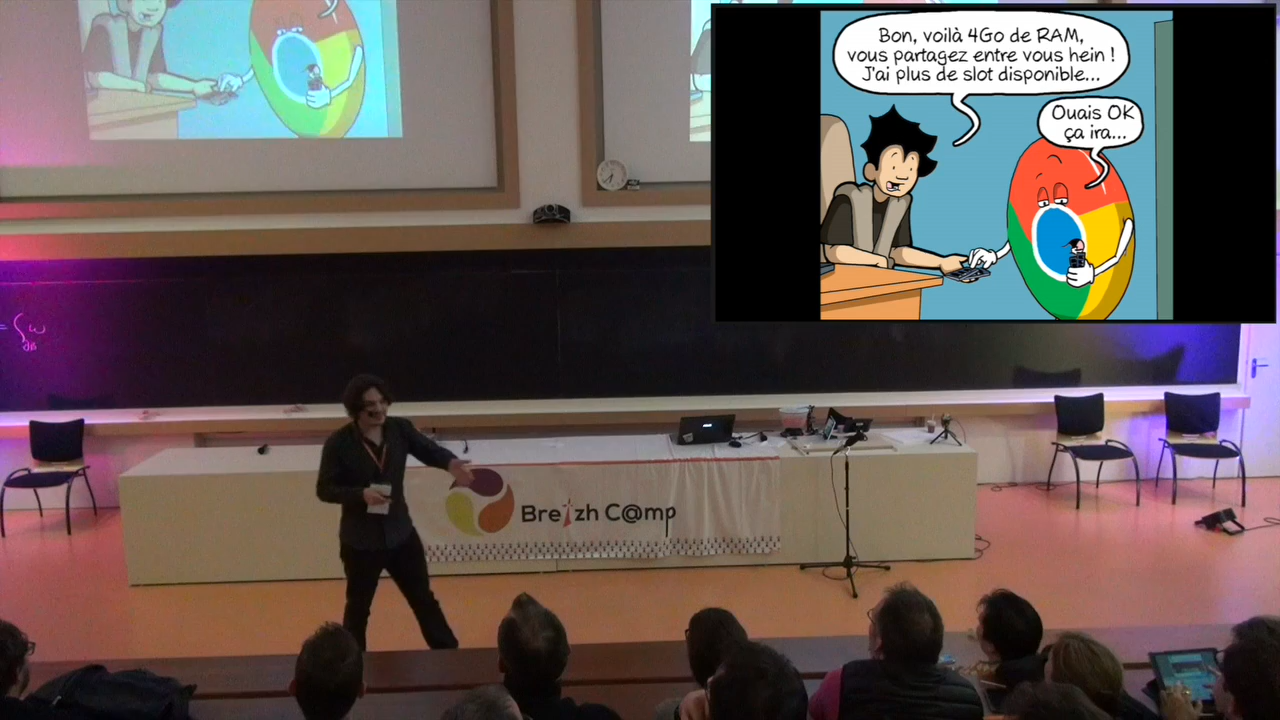 Bon, voilà 4Go de RAM,
vous partagez entre vous hein !
J'ai plus de slot disponible...
Ouais OK
ça ira...
Breizh C@mp